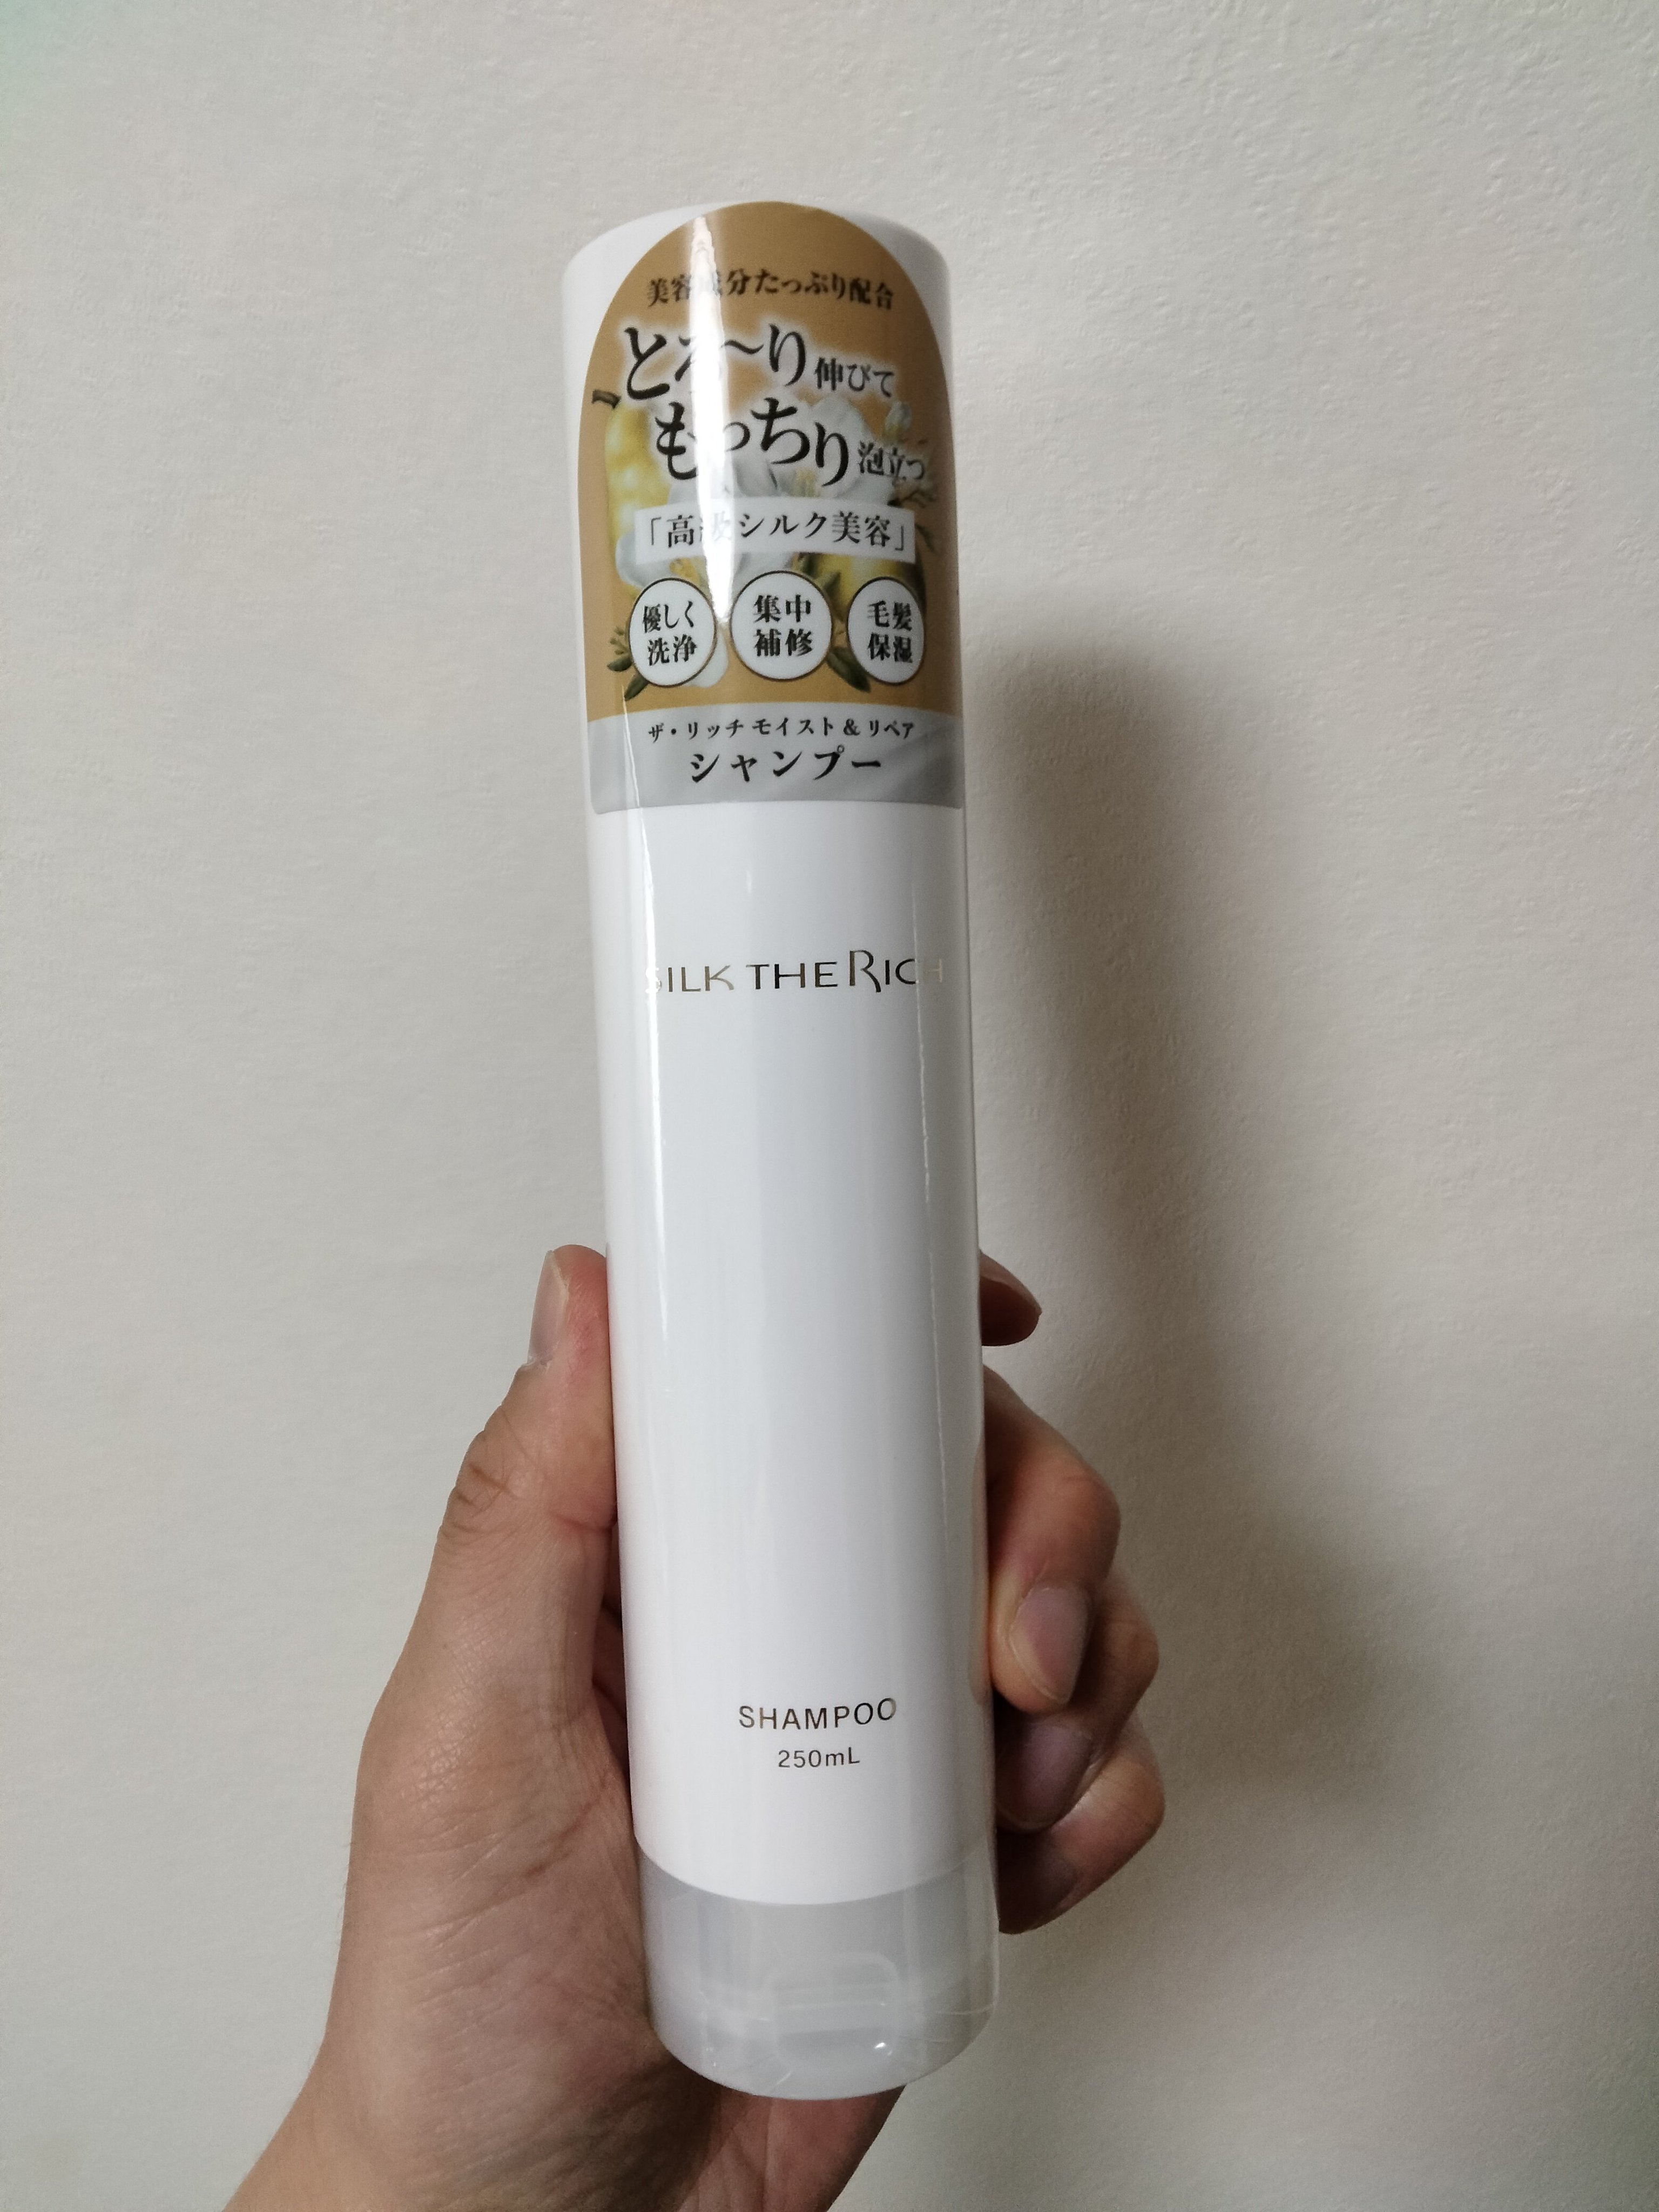 美容成分たっぷり配合
とろ〜り伸びて
もっちり泡立つ
「高級シルク美容」
優しく
洗浄
集中
補修
毛髪
保湿
ザ・リッチ モイスト & リペア
シャンプー
SILK THE RICH
SHAMPOO
250mL